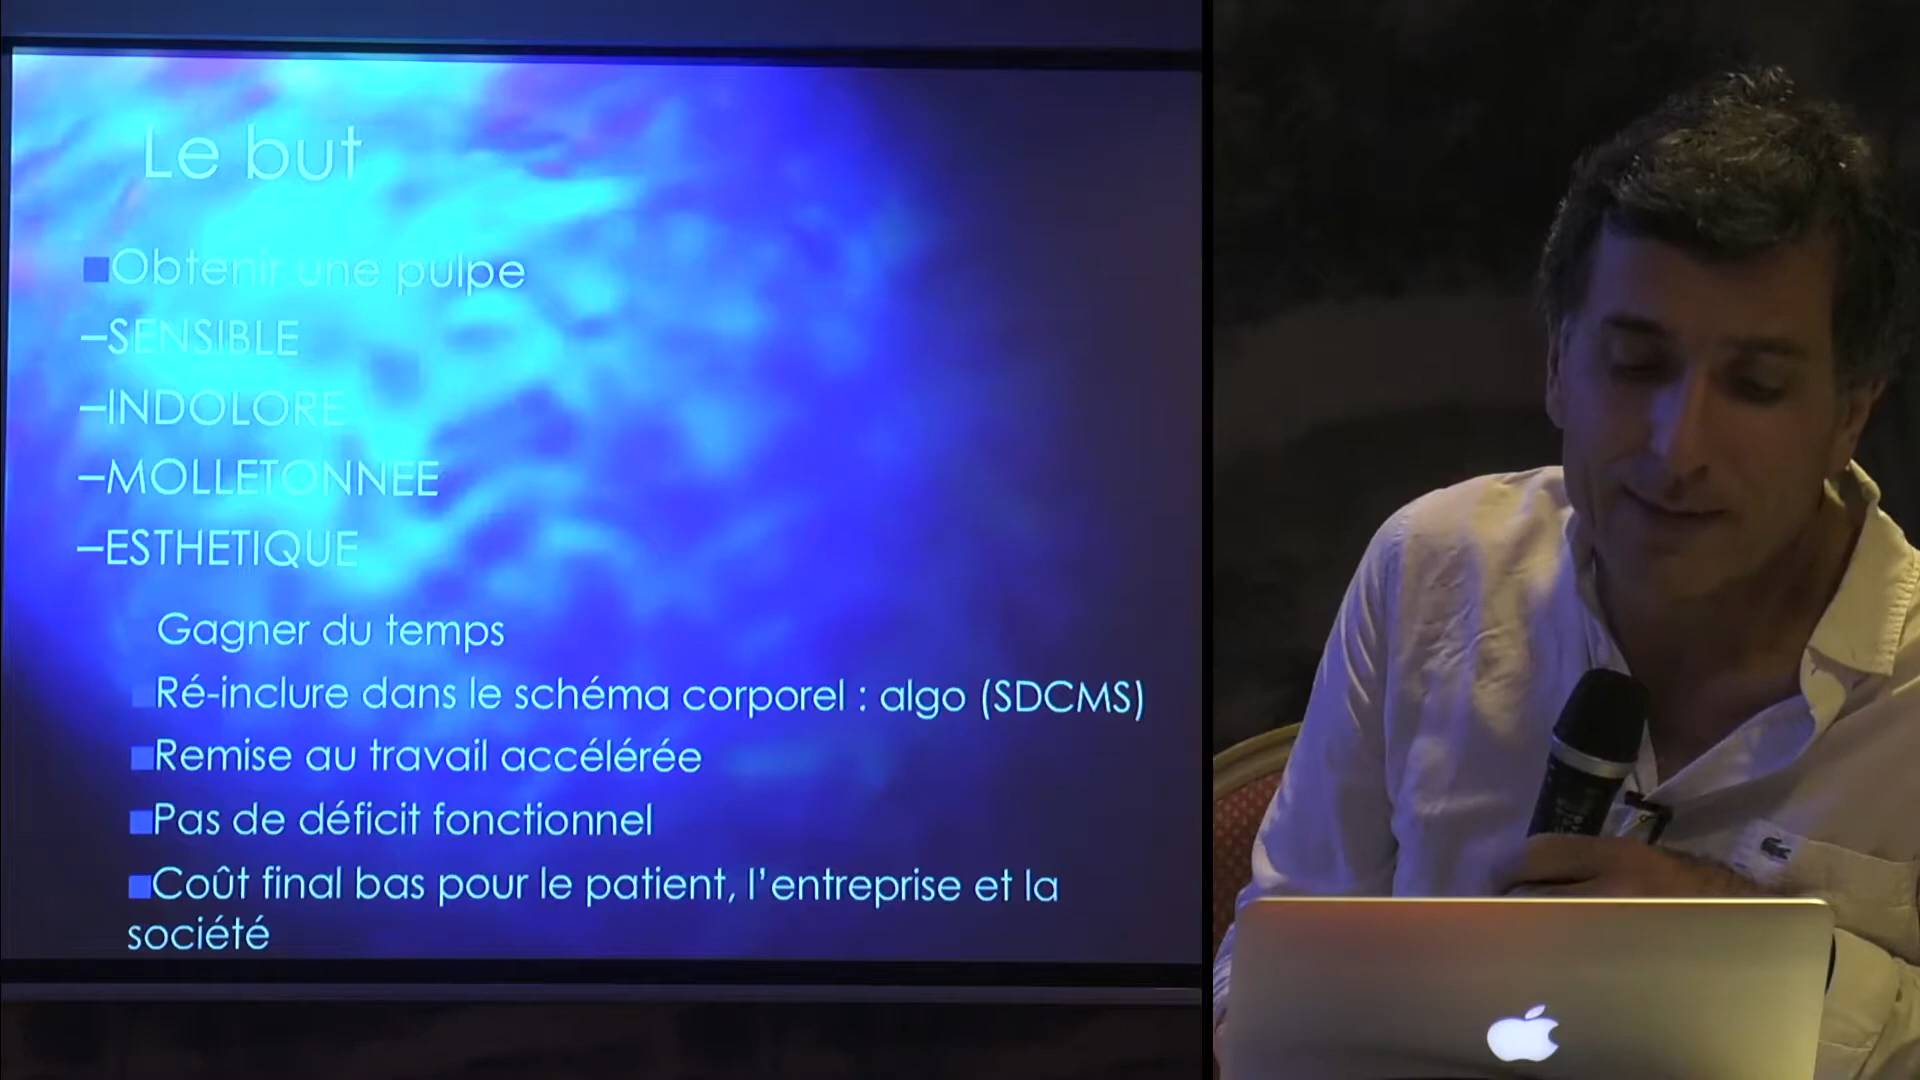 Le but
Obtenir une pulpe
–SENSIBLE
–INDOLORE
–MOLLETONNEE
–ESTHETIQUE
Gagner du temps
Ré-inclure dans le schéma corporel : algo (SDCMS)
Remise au travail accélérée
Pas de déficit fonctionnel
Coût final bas pour le patient, l’entreprise et la
société